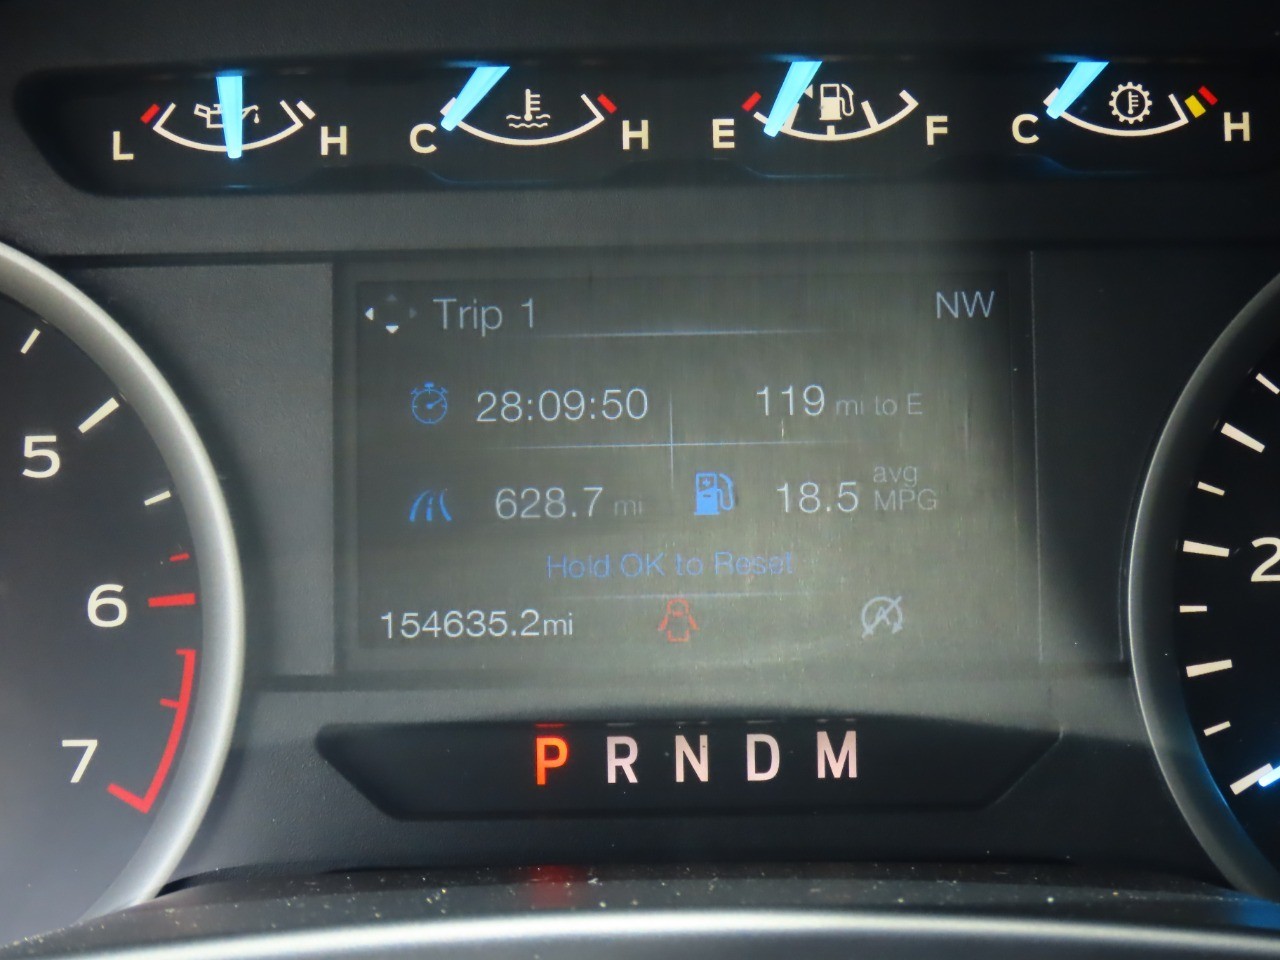 L H C H E F C H
Trip 1 NW
28:09:50 119 mi to E
628.7 mi 18.5 avg MPG
Hold OK to Reset
154635.2mi
5
6
7
2
P R N D M